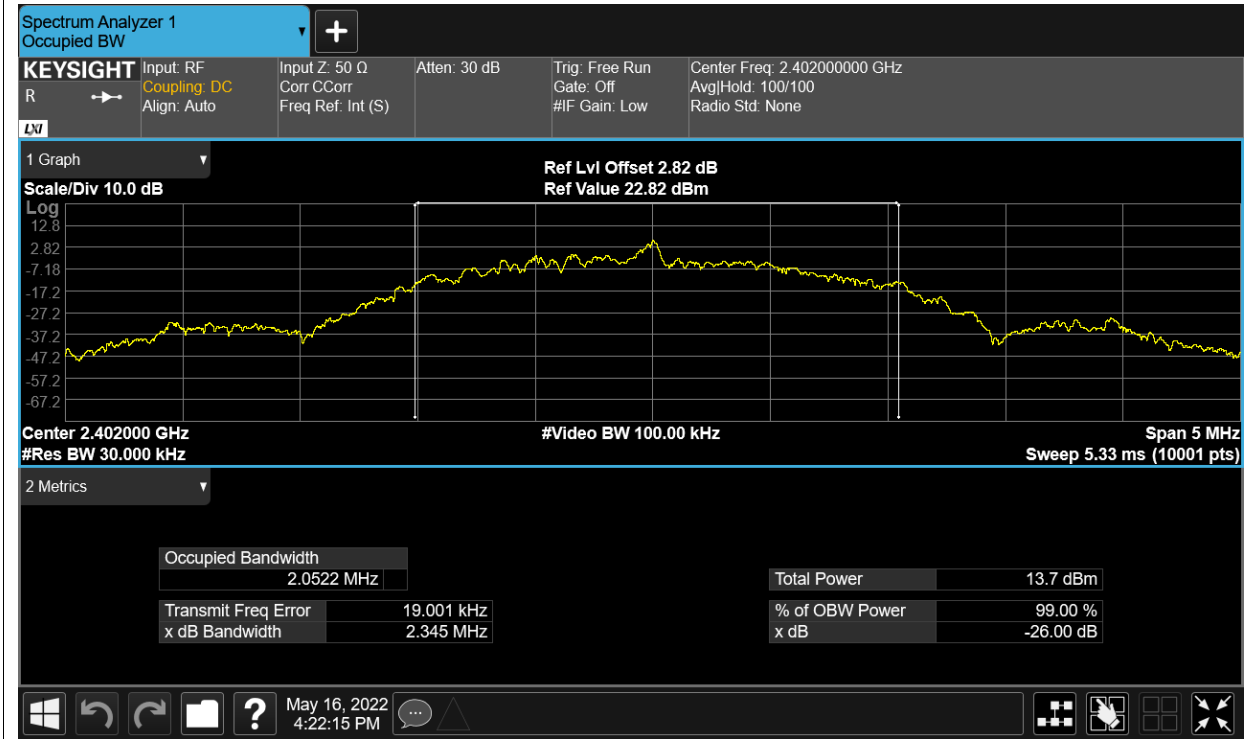 Spectrum Analyzer 1
Occupied BW
KEYSIGHT
R
LXI
Input: RF
Coupling: DC
Align: Auto
Input Z: 50 Ω
Corr CCorr
Freq Ref: Int (S)
Atten: 30 dB
Trig: Free Run
Gate: Off
#IF Gain: Low
Center Freq: 2.402000000 GHz
Avg|Hold: 100/100
Radio Std: None
1 Graph
Scale/Div 10.0 dB
Ref Lvl Offset 2.82 dB
Ref Value 22.82 dBm
Log
12.8
2.82
-7.18
-17.2
-27.2
-37.2
-47.2
-57.2
-67.2
Center 2.402000 GHz
#Video BW 100.00 kHz
Span 5 MHz
#Res BW 30.000 kHz
Sweep 5.33 ms (10001 pts)
2 Metrics
Occupied Bandwidth
2.0522 MHz
Total Power 13.7 dBm
Transmit Freq Error 19.001 kHz
% of OBW Power 99.00 %
x dB Bandwidth 2.345 MHz
x dB -26.00 dB
?
May 16, 2022
4:22:15 PM